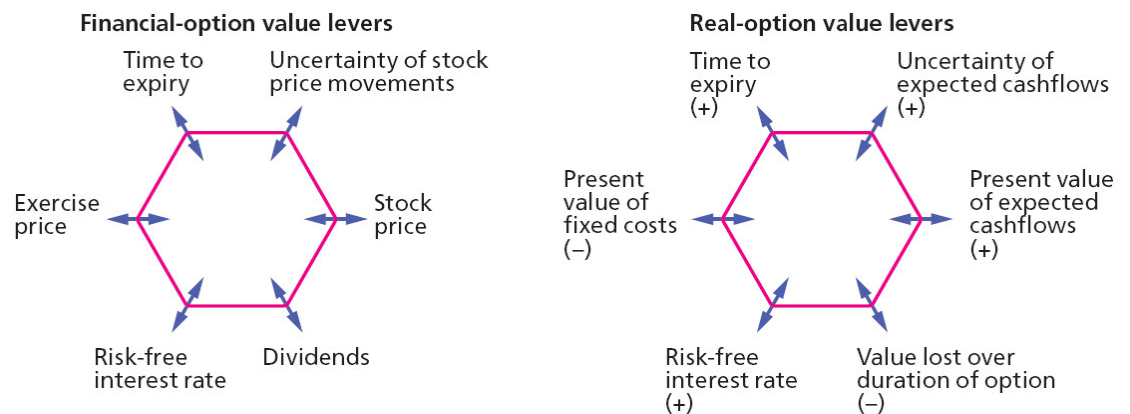 Financial-option value levers
Time to
expiry
Uncertainty of stock
price movements
Exercise
price
Stock
price
Risk-free
interest rate
Dividends
Real-option value levers
Time to
expiry
(+)
Uncertainty of
expected cashflows
(+)
Present
value of
fixed costs
(–)
Present value
of expected
cashflows
(+)
Risk-free
interest rate
(+)
Value lost over
duration of option
(–)